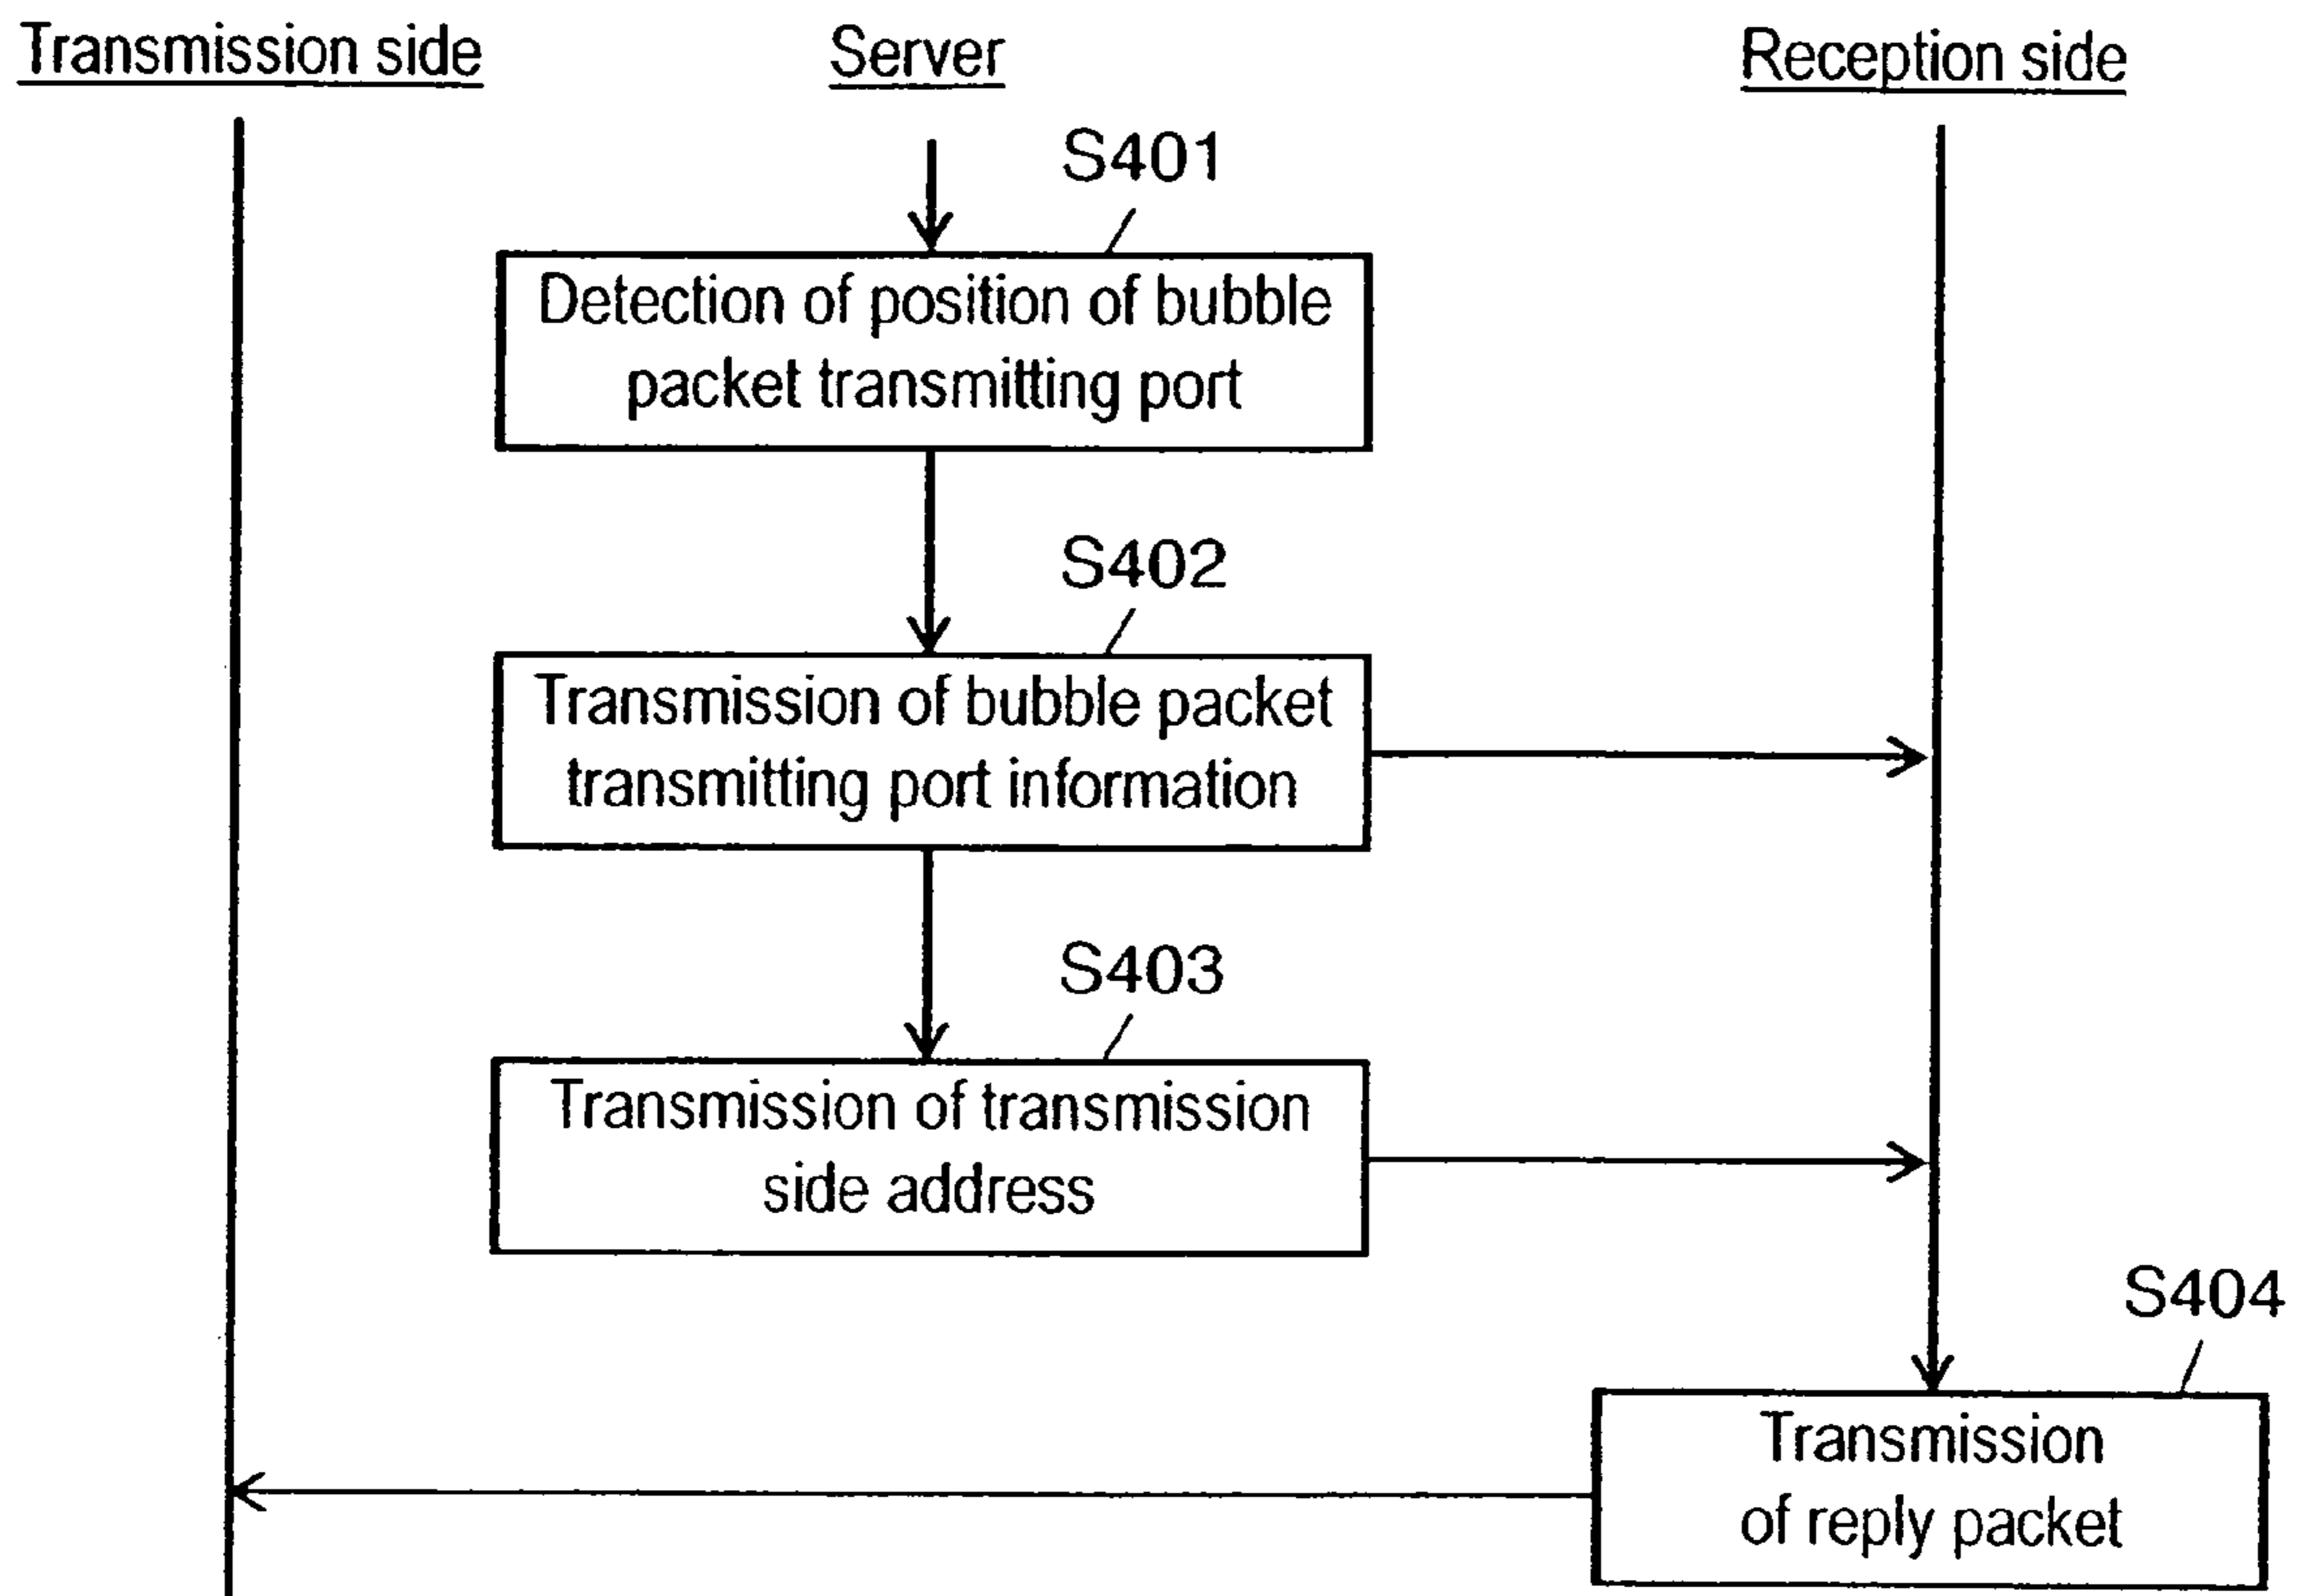 Transmission side
Server
Reception side
S401
Detection of position of bubble
packet transmitting port
S402
Transmission of bubble packet
transmitting port information
S403
Transmission of transmission
side address
S404
Transmission
of reply packet